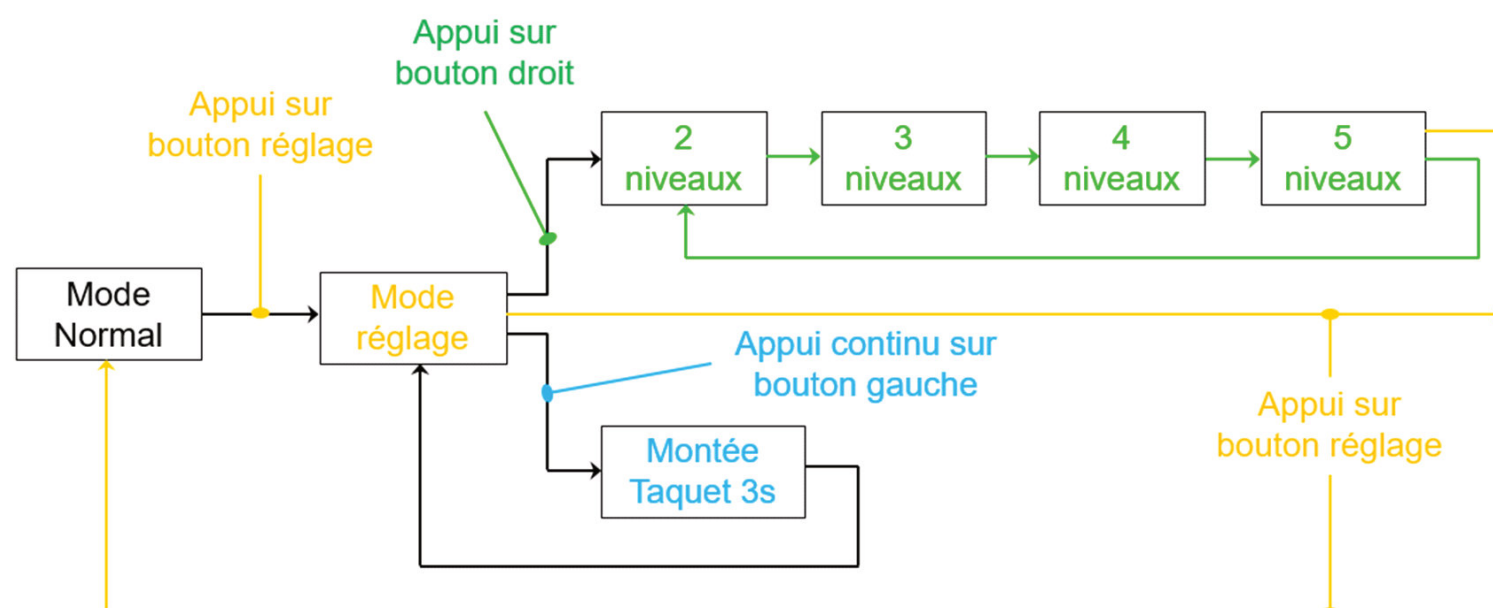 Appui sur
bouton droit
Appui sur
bouton réglage
2
niveaux
3
niveaux
4
niveaux
5
niveaux
Mode
Normal
Mode
réglage
Appui continu sur
bouton gauche
Appui sur
bouton réglage
Montée
Taquet 3s